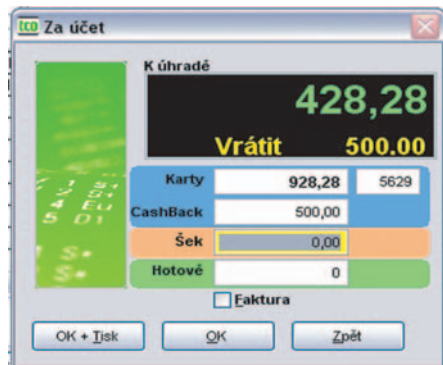 tco Za účet
K úhradě
428,28
Vrátit 500.00
Karty 928,28 5629
CashBack 500,00
Šek 0,00
Hotově 0
Faktura
OK + Tisk OK Zpět